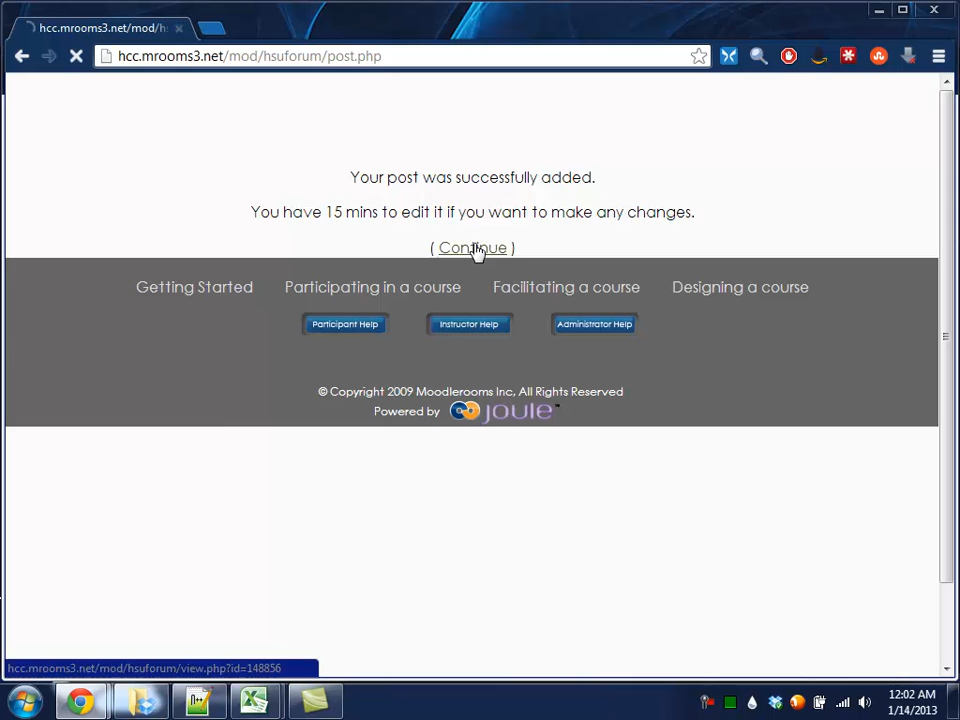 hcc.mrooms3.net/mod/h
hcc.mrooms3.net/mod/hsuforum/post.php
Your post was successfully added.
You have 15 mins to edit it if you want to make any changes.
( Continue )
Getting Started Participating in a course Facilitating a course Designing a course
Participant Help Instructor Help Administrator Help
© Copyright 2009 Moodlerooms Inc, All Rights Reserved
Powered by joule™
hcc.mrooms3.net/mod/hsuforum/view.php?id=148856
12:02 AM
1/14/2013